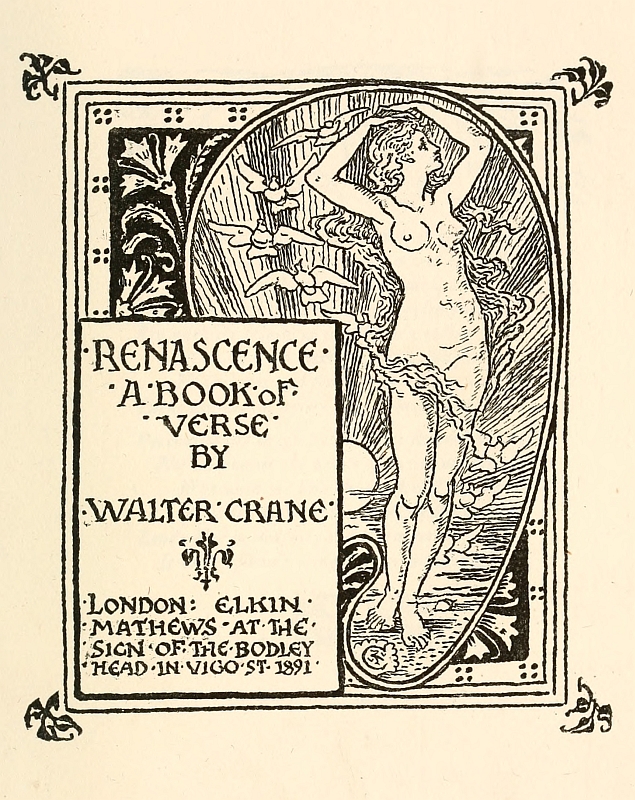 ·RENASCENCE·
·A·BOOK·OF·
·VERSE·
BY
·WALTER·CRANE·
·LONDON: ELKIN·
·MATHEWS·AT·THE·
·SIGN·OF·THE·BODLEY
·HEAD·IN·VIGO·ST·1891·